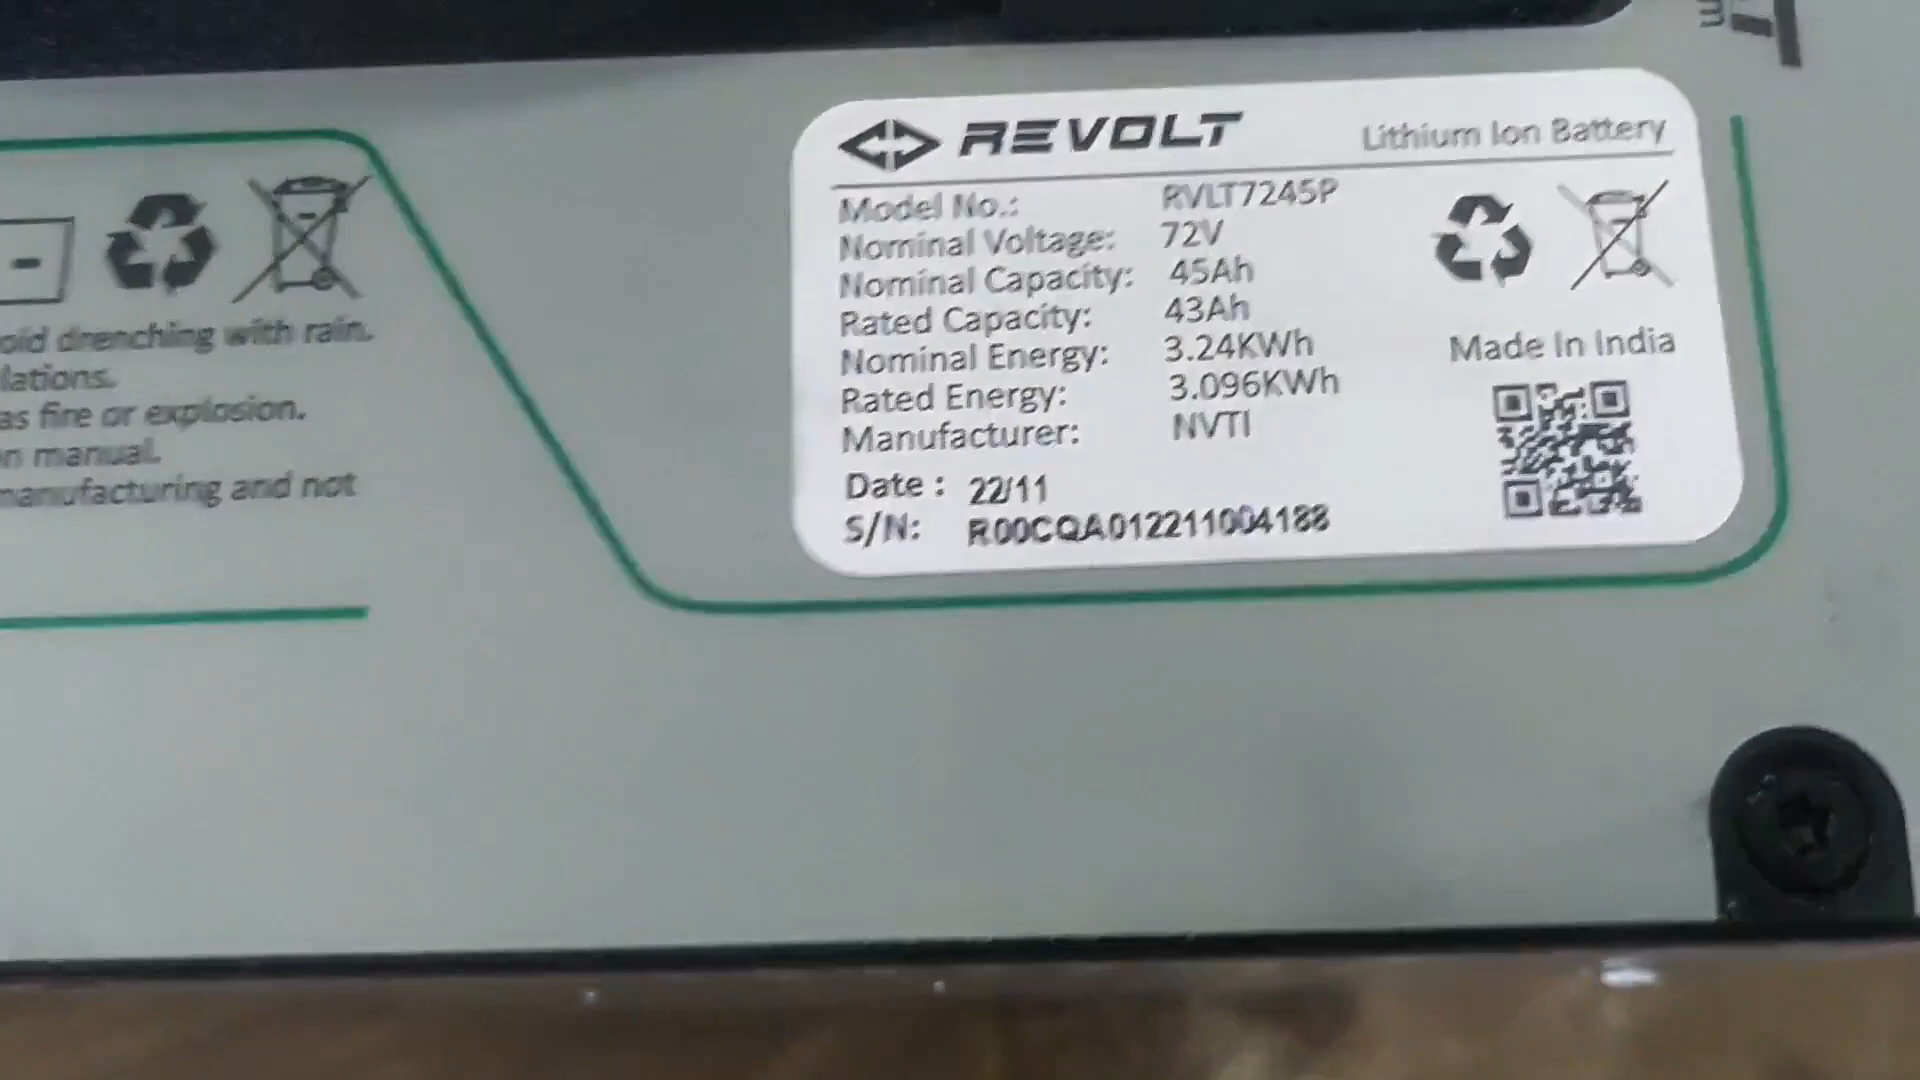 REVOLT Lithium Ion Battery
Model No.: RVLT7245P
Nominal Voltage: 72V
Nominal Capacity: 45Ah
Rated Capacity: 43Ah
Nominal Energy: 3.24KWh
Rated Energy: 3.096KWh
Manufacturer: NVTI
Date : 22/11
S/N: R00CQA012211004188
Made In India
drenching with rain.
as fire or explosion.
manual.
manufacturing and not